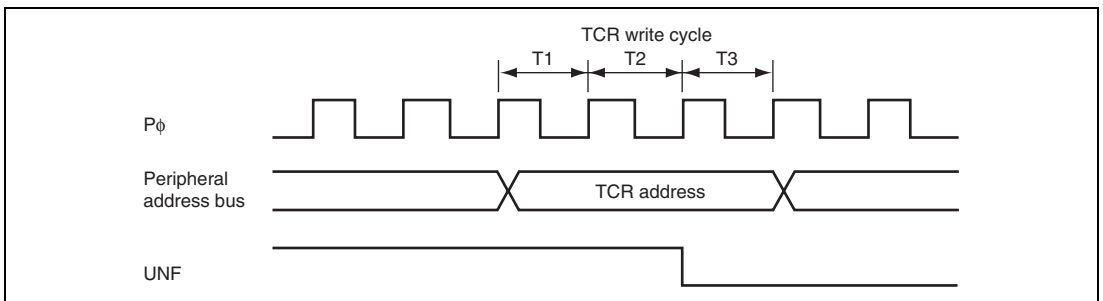 TCR write cycle
T1 T2 T3
Pϕ
Peripheral
address bus
TCR address
UNF